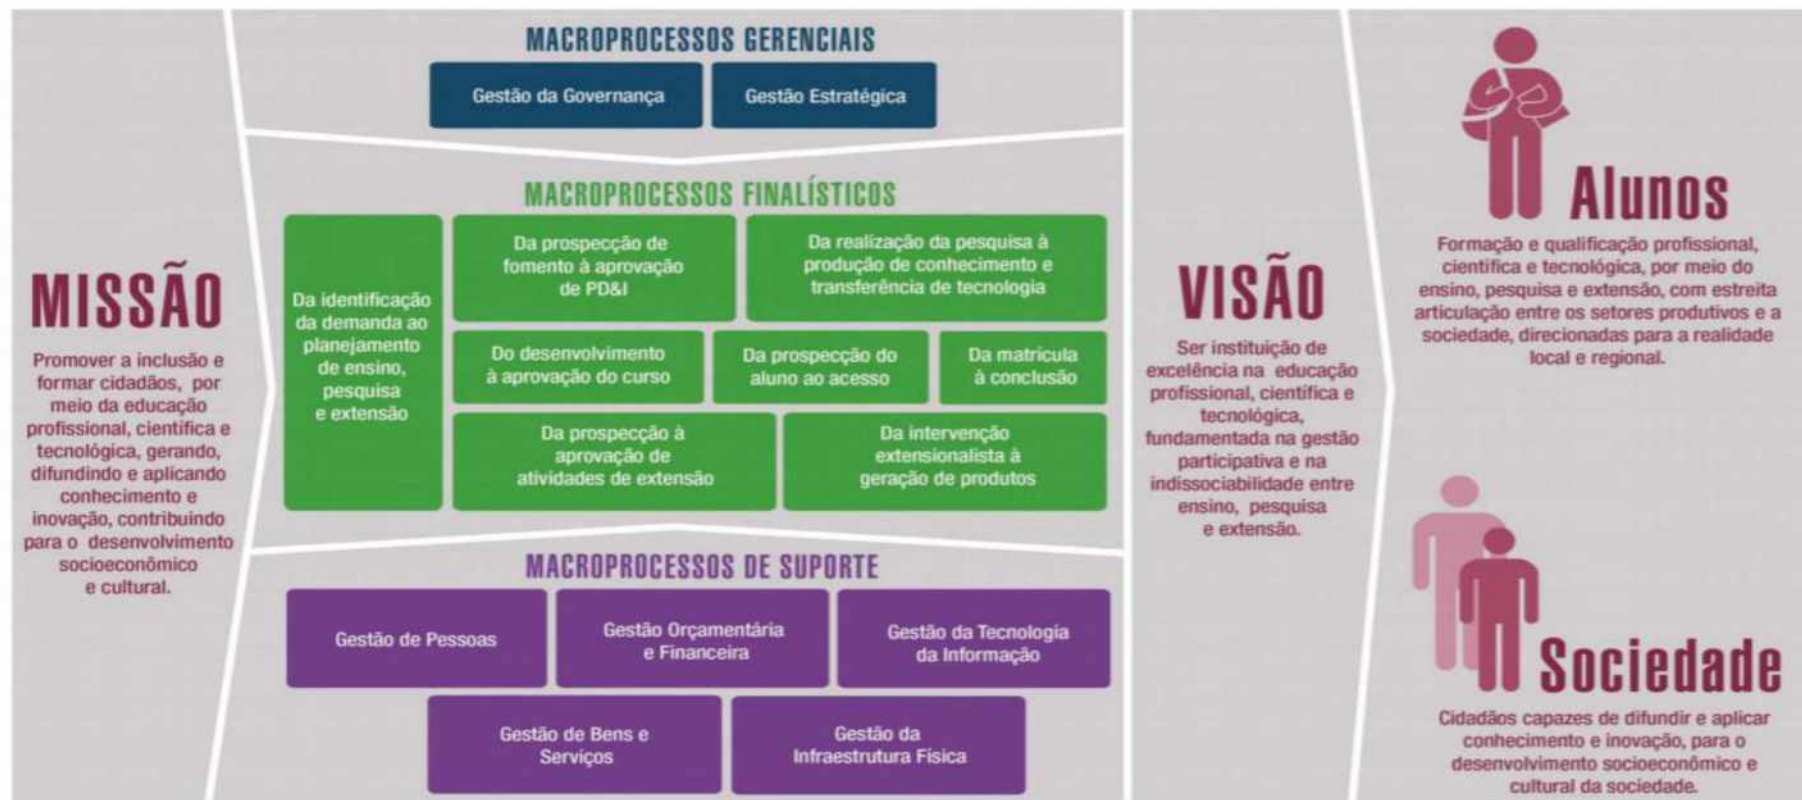 MISSÃO
Promover a inclusão e
formar cidadãos, por
meio da educação
profissional, científica e
tecnológica, gerando,
difundindo e aplicando
conhecimento e
inovação, contribuindo
para o desenvolvimento
socioeconômico
e cultural.
MACROPROCESSOS GERENCIAIS
Gestão da Governança
Gestão Estratégica
MACROPROCESSOS FINALÍSTICOS
Da identificação
da demanda ao
planejamento
de ensino,
pesquisa
e extensão
Da prospecção de
fomento à aprovação
de PD&I
Da realização da pesquisa à
produção de conhecimento e
transferência de tecnologia
Do desenvolvimento
à aprovação do curso
Da prospecção do
aluno ao acesso
Da matrícula
à conclusão
Da prospecção à
aprovação de
atividades de extensão
Da intervenção
extensionalista à
geração de produtos
MACROPROCESSOS DE SUPORTE
Gestão de Pessoas
Gestão Orçamentária
e Financeira
Gestão da Tecnologia
da Informação
Gestão de Bens e
Serviços
Gestão da
Infraestrutura Física
VISÃO
Ser instituição de
excelência na educação
profissional, científica e
tecnológica,
fundamentada na gestão
participativa e na
indissociabilidade entre
ensino, pesquisa
e extensão.
Alunos
Formação e qualificação profissional,
científica e tecnológica, por meio do
ensino, pesquisa e extensão, com estreita
articulação entre os setores produtivos e a
sociedade, direcionadas para a realidade
local e regional.
Sociedade
Cidadãos capazes de difundir e aplicar
conhecimento e inovação, para o
desenvolvimento socioeconômico e
cultural da sociedade.